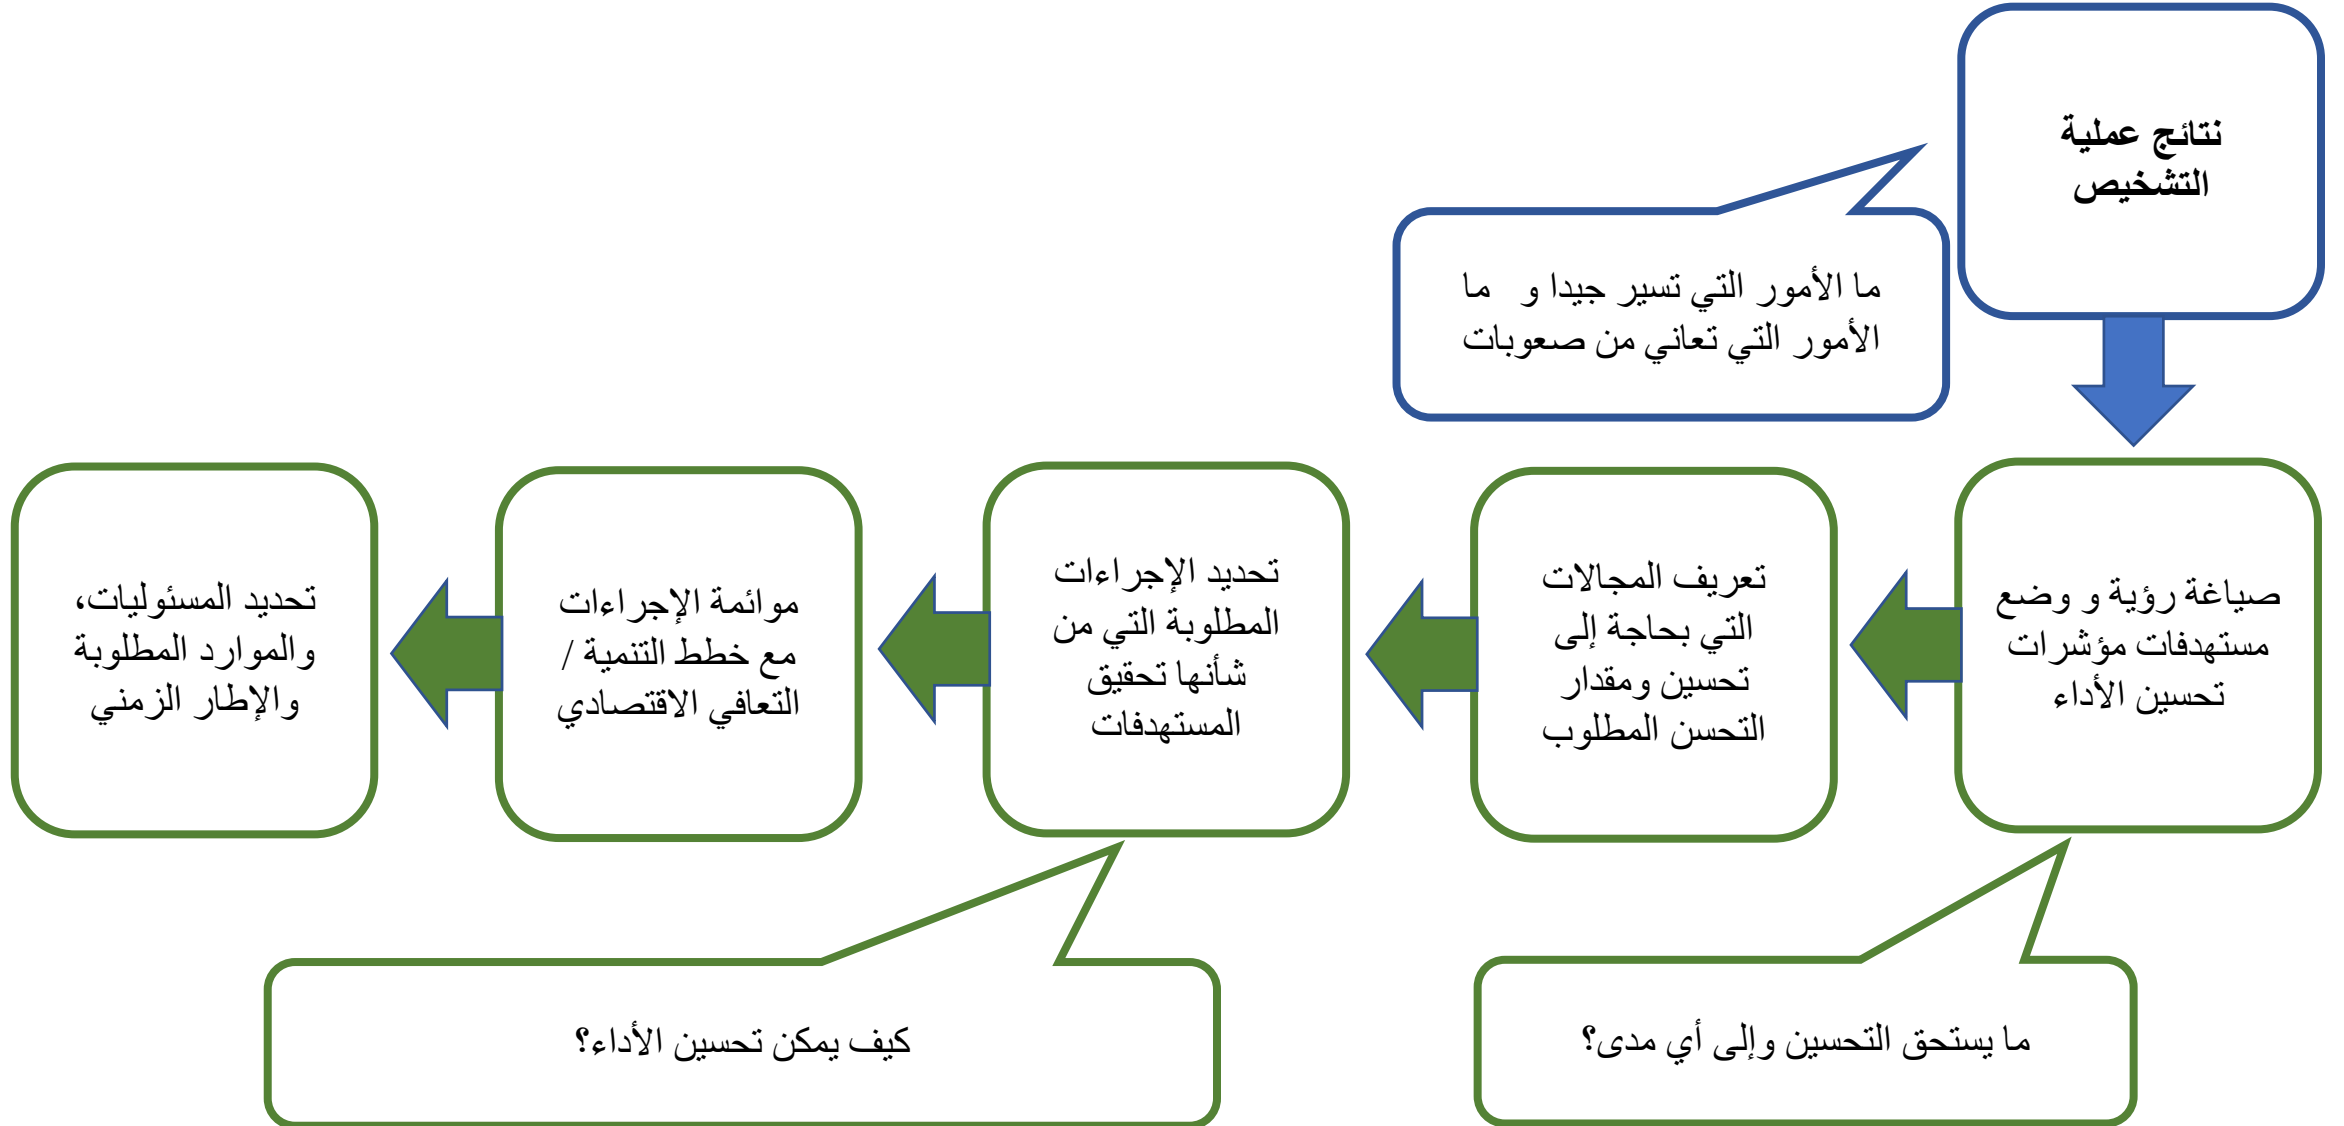 نتائج عملية
التشخيص
ما الأمور التي تسير جيدا و ما
الأمور التي تعاني من صعوبات
صياغة رؤية و وضع
مستهدفات مؤشرات
تحسين الأداء
تعريف المجالات
التي بحاجة إلى
تحسين ومقدار
التحسن المطلوب
تحديد الإجراءات
المطلوبة التي من
شأنها تحقيق
المستهدفات
موائمة الإجراءات
مع خطط التنمية /
التعافي الاقتصادي
تحديد المسئوليات،
والموارد المطلوبة
والإطار الزمني
ما يستحق التحسين وإلى أي مدى؟
كيف يمكن تحسين الأداء؟